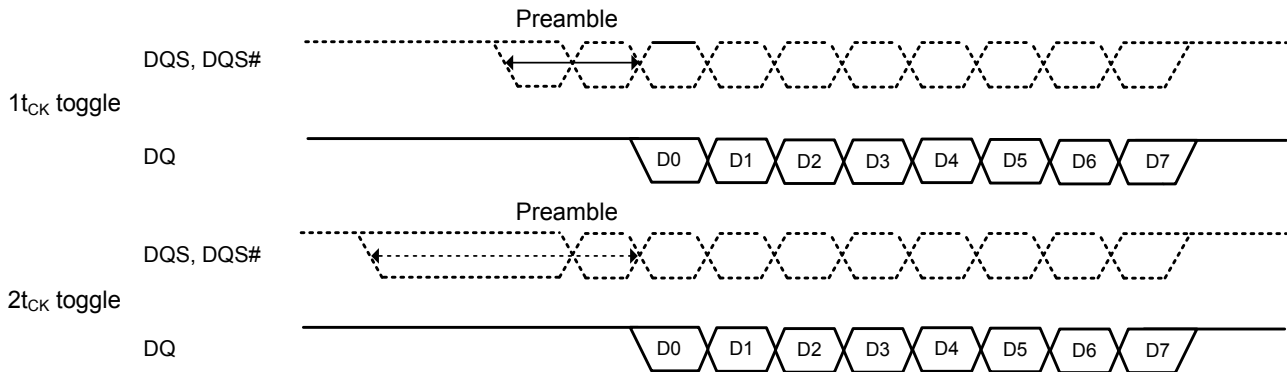 Preamble
DQS, DQS#
1tCK toggle
DQ
D0 D1 D2 D3 D4 D5 D6 D7
Preamble
DQS, DQS#
2tCK toggle
DQ
D0 D1 D2 D3 D4 D5 D6 D7